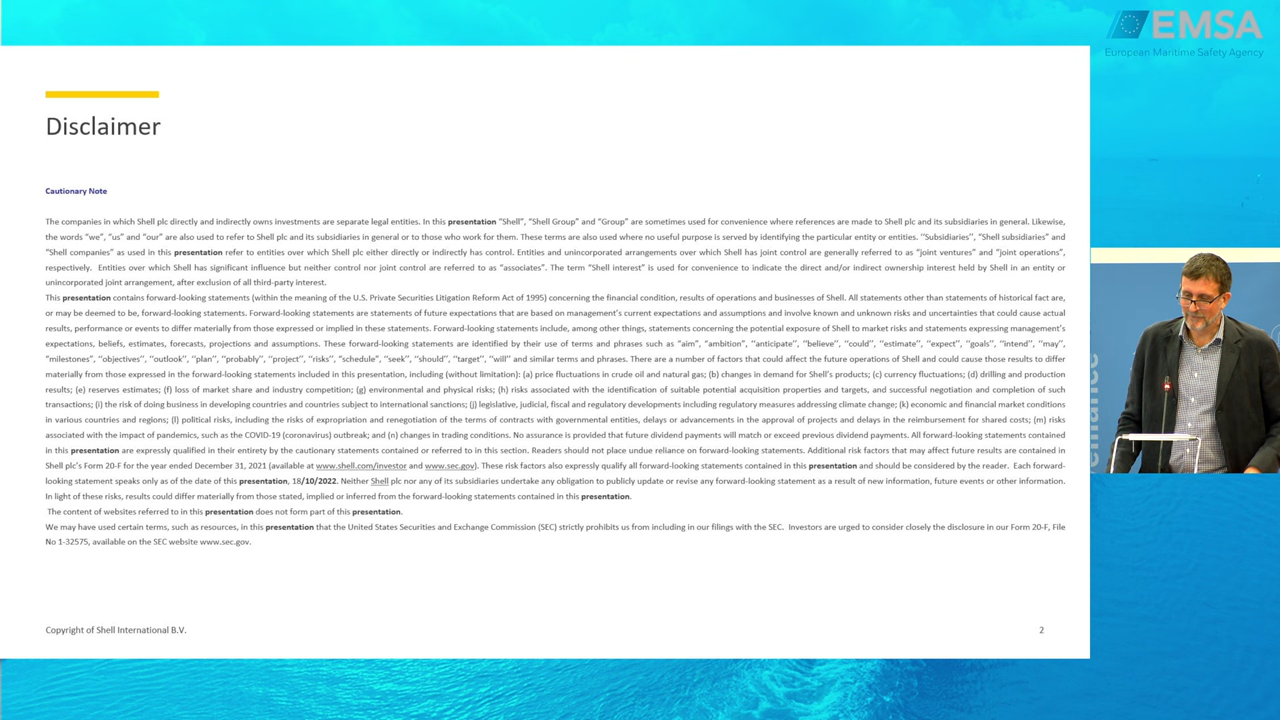 EMSA
European Maritime Safety Agency
Disclaimer
Cautionary Note
The companies in which Shell plc directly and indirectly owns investments are separate legal entities. In this presentation “Shell”, “Shell Group” and “Group” are sometimes used for convenience where references are made to Shell plc and its subsidiaries in general. Likewise,
the words “we”, “us” and “our” are also used to refer to Shell plc and its subsidiaries in general or to those who work for them. These terms are also used where no useful purpose is served by identifying the particular entity or entities. ‘‘Subsidiaries’’, “Shell subsidiaries” and
“Shell companies” as used in this presentation refer to entities over which Shell plc either directly or indirectly has control. Entities and unincorporated arrangements over which Shell has joint control are generally referred to as “joint ventures” and “joint operations”,
respectively. Entities over which Shell has significant influence but neither control nor joint control are referred to as “associates”. The term “Shell interest” is used for convenience to indicate the direct and/or indirect ownership interest held by Shell in an entity or
unincorporated joint arrangement, after exclusion of all third-party interest.
This presentation contains forward-looking statements (within the meaning of the U.S. Private Securities Litigation Reform Act of 1995) concerning the financial condition, results of operations and businesses of Shell. All statements other than statements of historical fact are,
or may be deemed to be, forward-looking statements. Forward-looking statements are statements of future expectations that are based on management’s current expectations and assumptions and involve known and unknown risks and uncertainties that could cause actual
results, performance or events to differ materially from those expressed or implied in these statements. Forward-looking statements include, among other things, statements concerning the potential exposure of Shell to market risks and statements expressing management’s
expectations, beliefs, estimates, forecasts, projections and assumptions. These forward-looking statements are identified by their use of terms and phrases such as “aim”, “ambition”, ‘‘anticipate’’, ‘‘believe’’, ‘‘could’’, ‘‘estimate’’, ‘‘expect’’, ‘‘goals’’, ‘‘intend’’, ‘‘may’’,
“milestones”, ‘‘objectives’’, ‘‘outlook’’, ‘‘plan’’, ‘‘probably’’, ‘‘project’’, ‘‘risks’’, “schedule”, ‘‘seek’’, ‘‘should’’, ‘‘target’’, ‘‘will’’ and similar terms and phrases. There are a number of factors that could affect the future operations of Shell and could cause those results to differ
materially from those expressed in the forward-looking statements included in this presentation, including (without limitation): (a) price fluctuations in crude oil and natural gas; (b) changes in demand for Shell’s products; (c) currency fluctuations; (d) drilling and production
results; (e) reserves estimates; (f) loss of market share and industry competition; (g) environmental and physical risks; (h) risks associated with the identification of suitable potential acquisition properties and targets, and successful negotiation and completion of such
transactions; (i) the risk of doing business in developing countries and countries subject to international sanctions; (j) legislative, judicial, fiscal and regulatory developments including regulatory measures addressing climate change; (k) economic and financial market conditions
in various countries and regions; (l) political risks, including the risks of expropriation and renegotiation of the terms of contracts with governmental entities, delays or advancements in the approval of projects and delays in the reimbursement for shared costs; (m) risks
associated with the impact of pandemics, such as the COVID-19 (coronavirus) outbreak; and (n) changes in trading conditions. No assurance is provided that future dividend payments will match or exceed previous dividend payments. All forward-looking statements contained
in this presentation are expressly qualified in their entirety by the cautionary statements contained or referred to in this section. Readers should not place undue reliance on forward-looking statements. Additional risk factors that may affect future results are contained in
Shell plc’s Form 20-F for the year ended December 31, 2021 (available at www.shell.com/investor and www.sec.gov). These risk factors also expressly qualify all forward-looking statements contained in this presentation and should be considered by the reader. Each forward-
looking statement speaks only as of the date of this presentation, 18/10/2022. Neither Shell plc nor any of its subsidiaries undertake any obligation to publicly update or revise any forward-looking statement as a result of new information, future events or other information.
In light of these risks, results could differ materially from those stated, implied or inferred from the forward-looking statements contained in this presentation.
The content of websites referred to in this presentation does not form part of this presentation.
We may have used certain terms, such as resources, in this presentation that the United States Securities and Exchange Commission (SEC) strictly prohibits us from including in our filings with the SEC. Investors are urged to consider closely the disclosure in our Form 20-F, File
No 1-32575, available on the SEC website www.sec.gov.
Copyright of Shell International B.V.
2